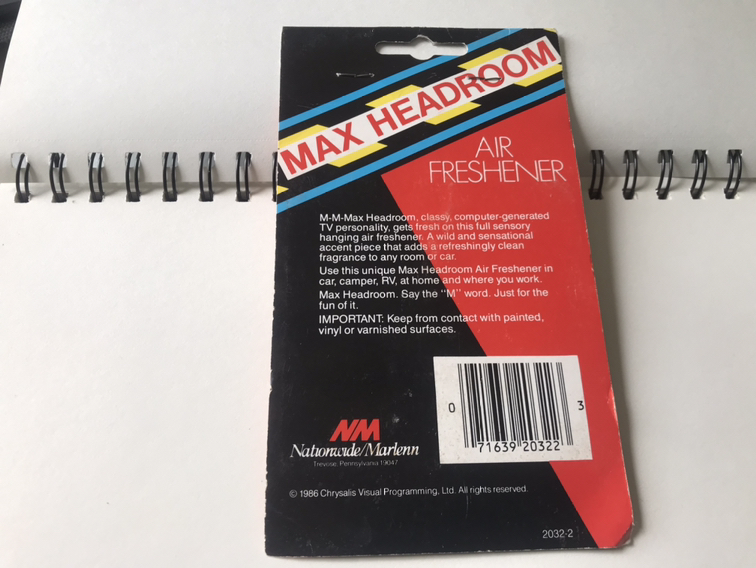 MAX HEADROOM
AIR
FRESHENER
M-M-Max Headroom, classy, computer-generated
TV personality, gets fresh on this full sensory
hanging air freshener. A wild and sensational
accent piece that adds a refreshingly clean
fragrance to any room or car.
Use this unique Max Headroom Air Freshener in
car, camper, RV, at home and where you work.
Max Headroom. Say the "M" word. Just for the
fun of it.
IMPORTANT: Keep from contact with painted,
vinyl or varnished surfaces.
0 71639 20322 3
NM
Nationwide/Marlenn
Trevose, Pennsylvania 19047
© 1986 Chrysalis Visual Programming, Ltd. All rights reserved.
2032-2